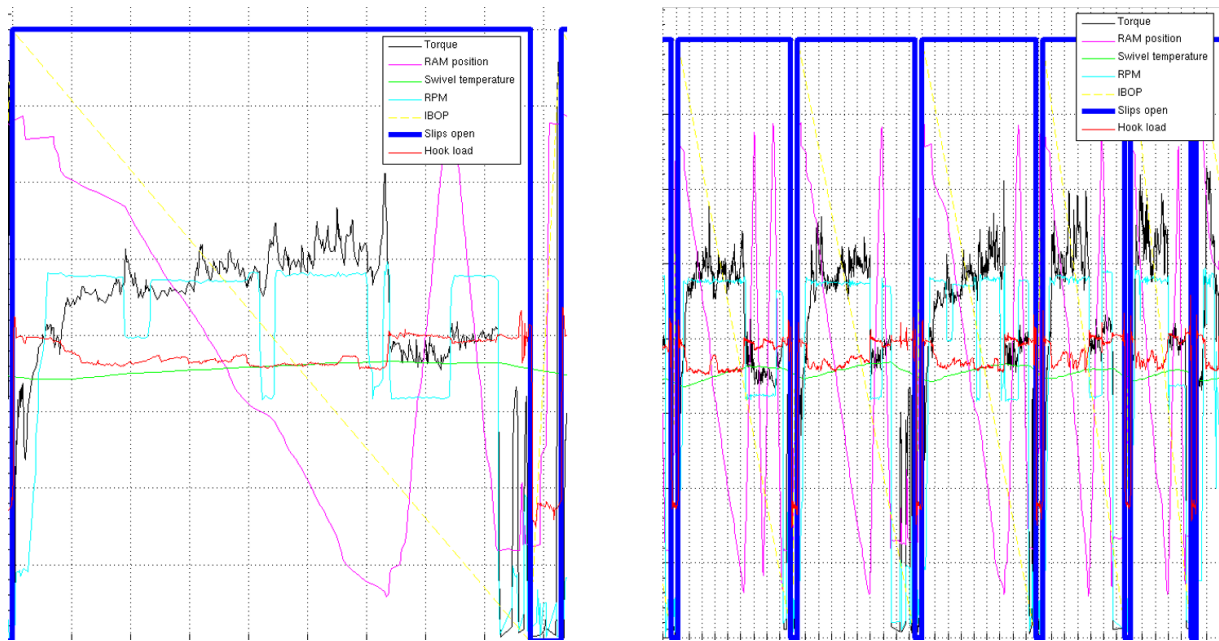 Torque
RAM position
Swivel temperature
RPM
IBOP
Slips open
Hook load
Torque
RAM position
Swivel temperature
RPM
IBOP
Slips open
Hook load